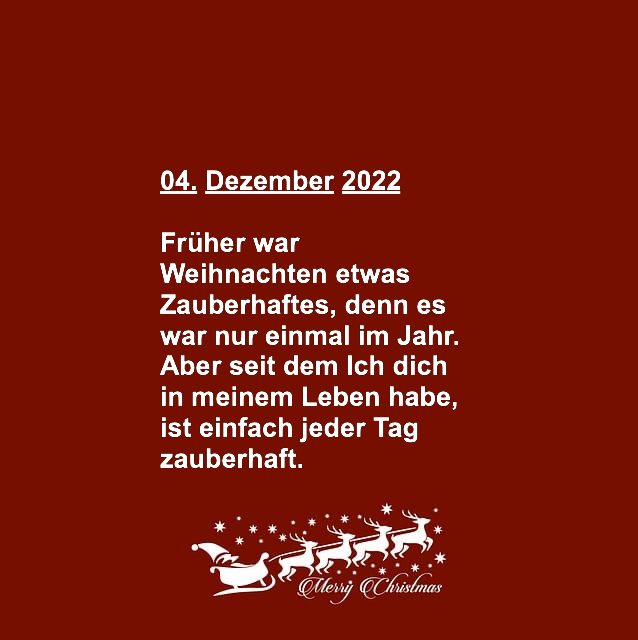 04. Dezember 2022
Früher war
Weihnachten etwas
Zauberhaftes, denn es
war nur einmal im Jahr.
Aber seit dem Ich dich
in meinem Leben habe,
ist einfach jeder Tag
zauberhaft.
Merry Christmas